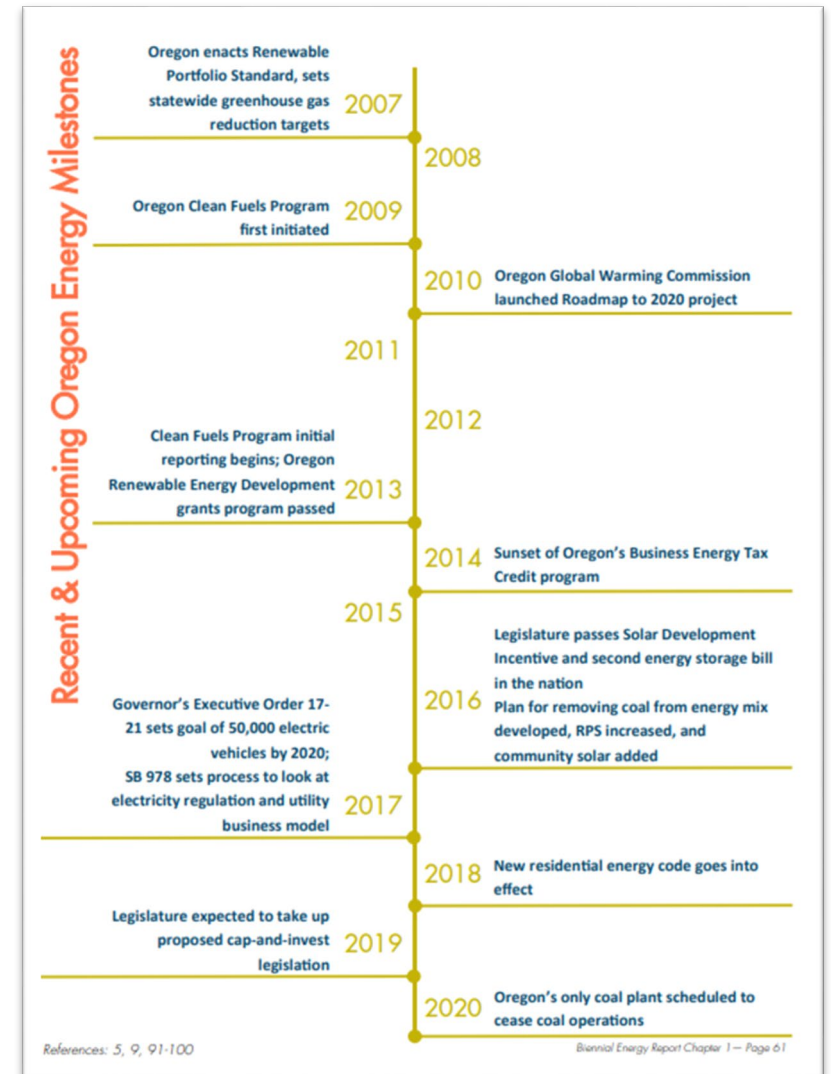 Recent & Upcoming Oregon Energy Milestones
Oregon enacts Renewable
Portfolio Standard, sets
statewide greenhouse gas
reduction targets
2007
2008
Oregon Clean Fuels Program
first initiated
2009
2010
Oregon Global Warming Commission
launched Roadmap to 2020 project
2011
2012
Clean Fuels Program initial
reporting begins; Oregon
Renewable Energy Development
grants program passed
2013
2014
Sunset of Oregon's Business Energy Tax
Credit program
2015
Legislature passes Solar Development
Incentive and second energy storage bill
in the nation
2016
Plan for removing coal from energy mix
developed, RPS increased, and
community solar added
Governor's Executive Order 17-
21 sets goal of 50,000 electric
vehicles by 2020;
SB 978 sets process to look at
electricity regulation and utility
business model
2017
2018
New residential energy code goes into
effect
Legislature expected to take up
proposed cap-and-invest
legislation
2019
2020
Oregon's only coal plant scheduled to
cease coal operations
References: 5, 9, 91-100
Biennial Energy Report Chapter 1— Page 61